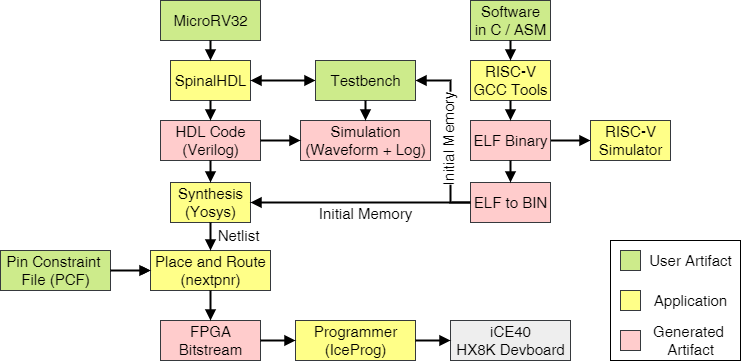 MicroRV32
Software
in C / ASM
SpinalHDL
Testbench
RISC-V
GCC Tools
HDL Code
(Verilog)
Simulation
(Waveform + Log)
Initial Memory
ELF Binary
RISC-V
Simulator
Synthesis
(Yosys)
Initial Memory
ELF to BIN
Netlist
Pin Constraint
File (PCF)
Place and Route
(nextpnr)
FPGA
Bitstream
Programmer
(IceProg)
iCE40
HX8K Devboard
User Artifact
Application
Generated
Artifact